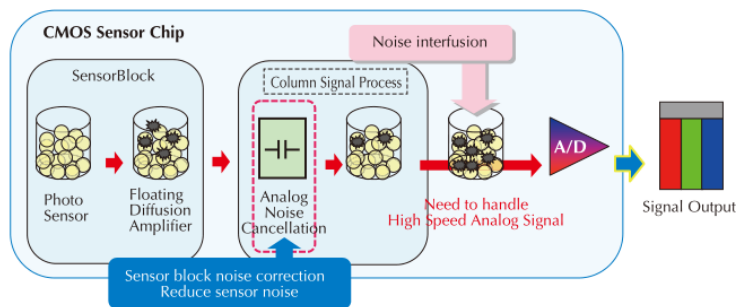 CMOS Sensor Chip
SensorBlock
Photo
Sensor
Floating
Diffusion
Amplifier
Column Signal Process
Analog
Noise
Cancellation
Sensor block noise correction
Reduce sensor noise
Noise interfusion
Need to handle
High Speed Analog Signal
A/D
Signal Output